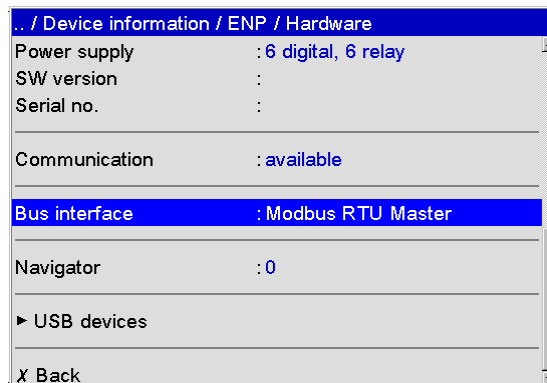 .. / Device information / ENP / Hardware
Power supply : 6 digital, 6 relay
SW version :
Serial no. :
Communication : available
Bus interface : Modbus RTU Master
Navigator : 0
► USB devices
X Back